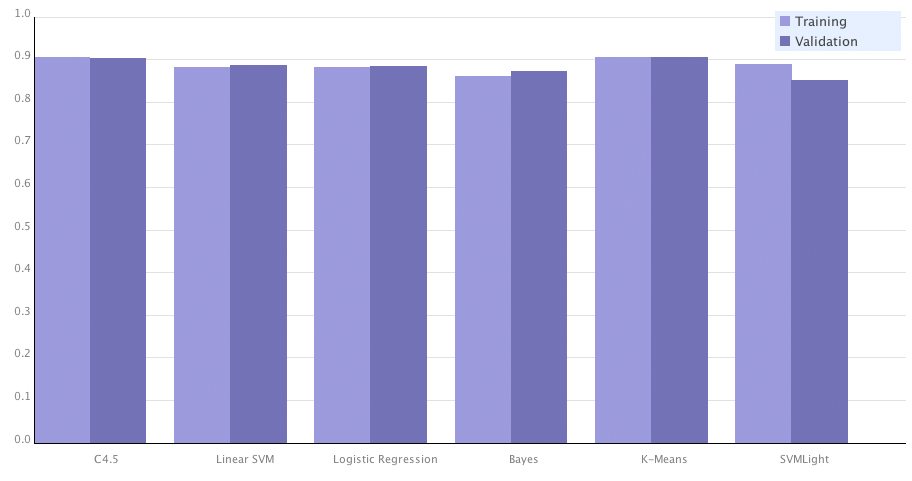 1.0
0.9
0.8
0.7
0.6
0.5
0.4
0.3
0.2
0.1
0.0
Training
Validation
C4.5
Linear SVM
Logistic Regression
Bayes
K-Means
SVMLight